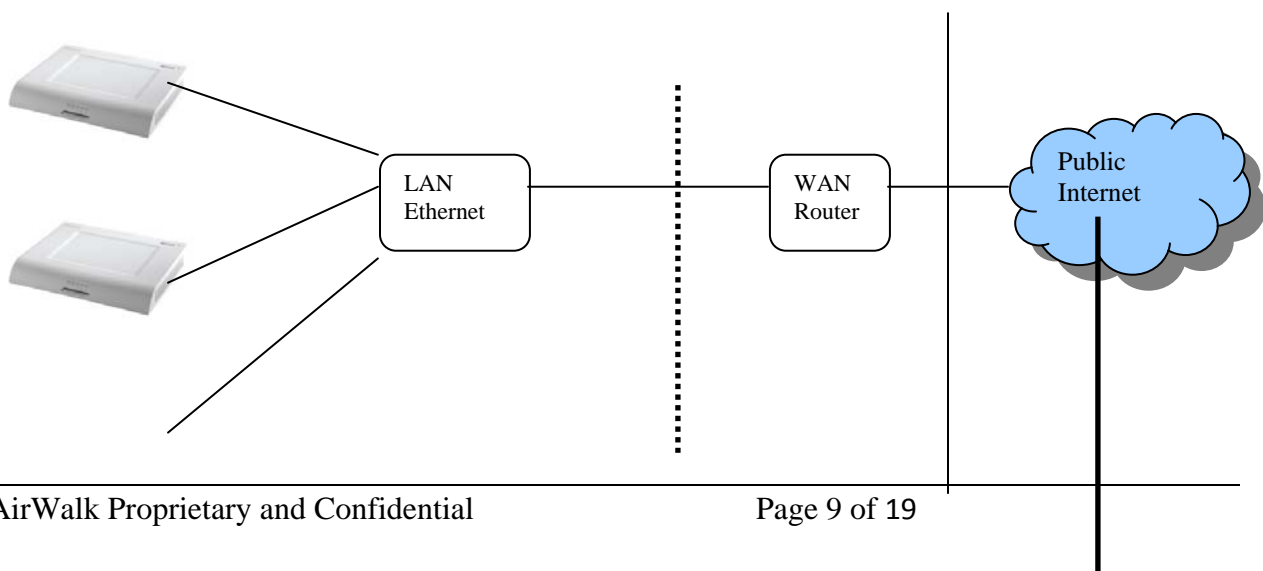 LAN
Ethernet
WAN
Router
Public
Internet
AirWalk Proprietary and Confidential Page 9 of 19